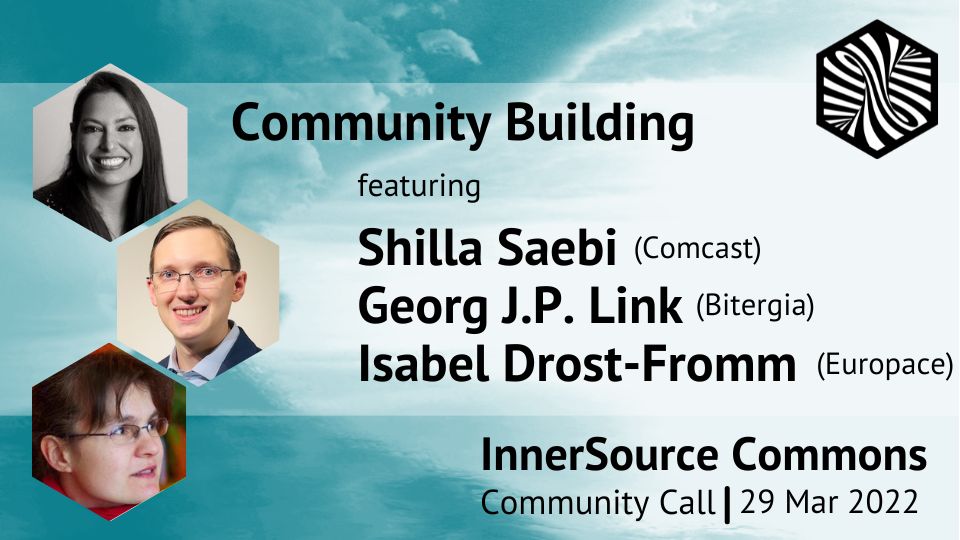 Community Building
featuring
Shilla Saebi (Comcast)
Georg J.P. Link (Bitergia)
Isabel Drost-Fromm (Europace)
InnerSource Commons
Community Call | 29 Mar 2022